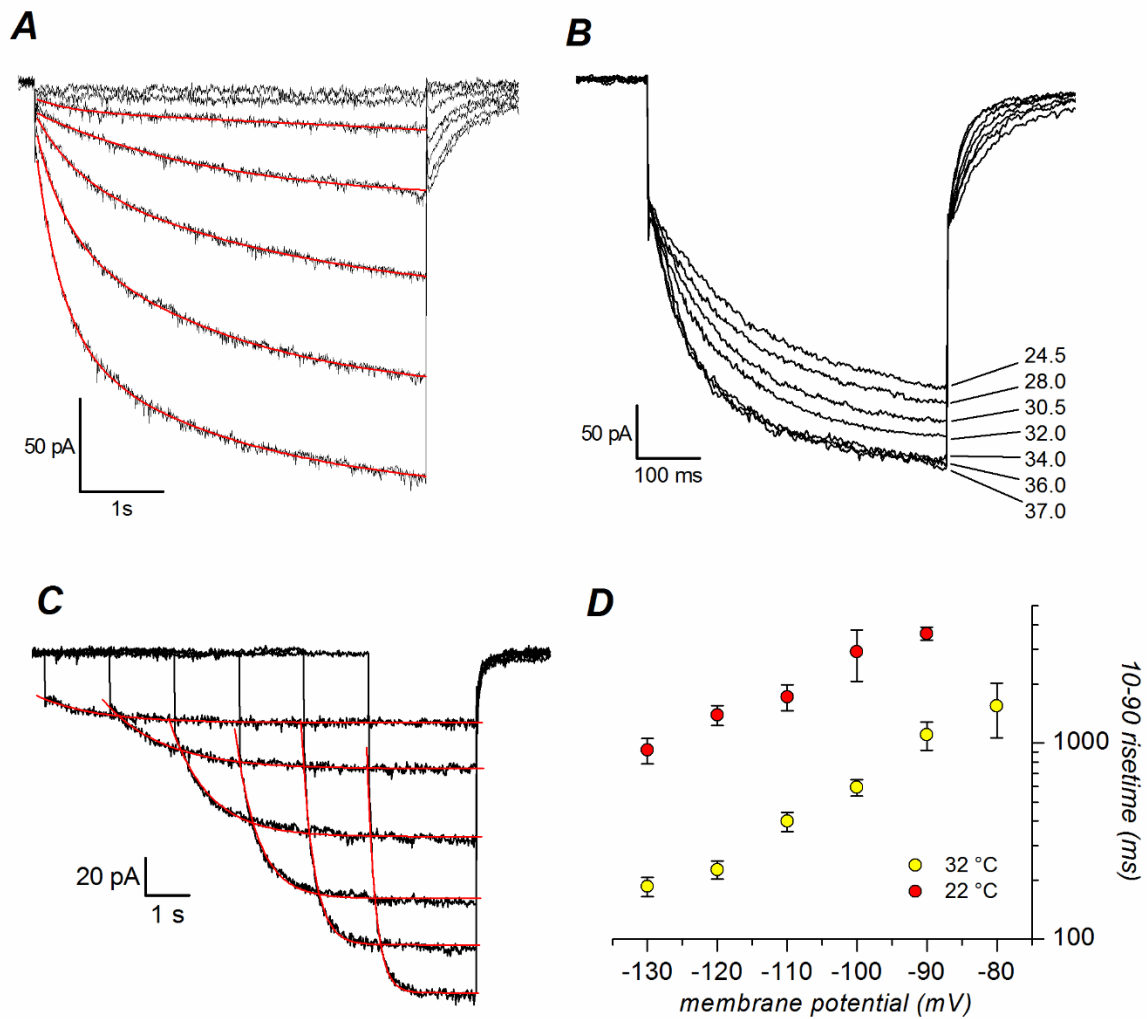 A
50 pA
1s
B
50 pA
100 ms
24.5
28.0
30.5
32.0
34.0
36.0
37.0
C
20 pA
1 s
D
1000
100
10-90 risetime (ms)
32 °C
22 °C
-130 -120 -110 -100 -90 -80
membrane potential (mV)